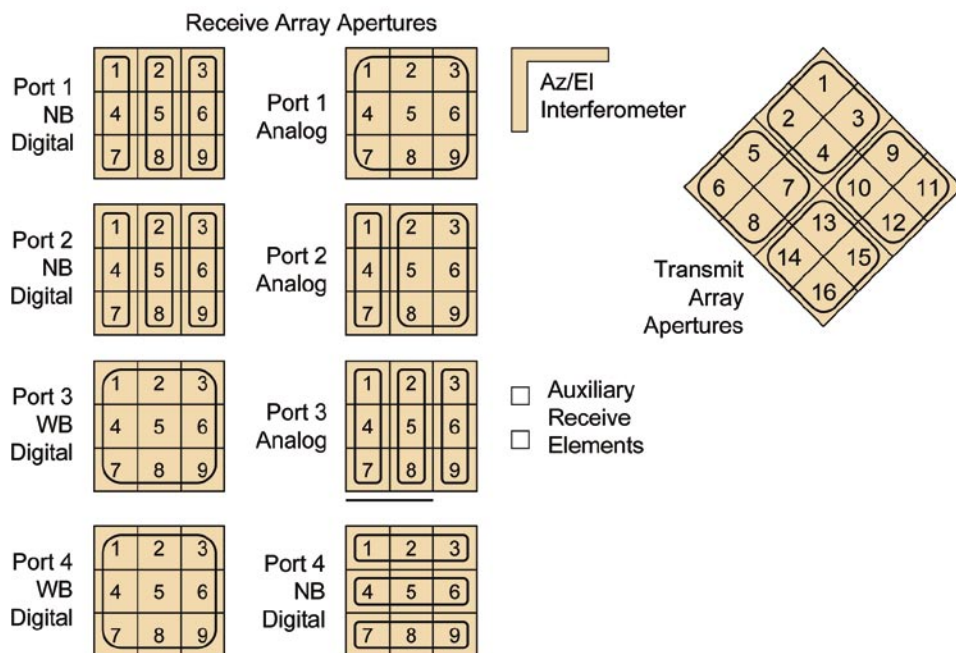 Receive Array Apertures
Port 1
NB
Digital
1 2 3
4 5 6
7 8 9
Port 1
Analog
1 2 3
4 5 6
7 8 9
Az/El
Interferometer
Port 2
NB
Digital
1 2 3
4 5 6
7 8 9
Port 2
Analog
1 2 3
4 5 6
7 8 9
Port 3
WB
Digital
1 2 3
4 5 6
7 8 9
Port 3
Analog
1 2 3
4 5 6
7 8 9
Port 4
WB
Digital
1 2 3
4 5 6
7 8 9
Port 4
NB
Digital
1 2 3
4 5 6
7 8 9
1
2 3
5 4 9
6 7 10 11
8 13 12
14 15
16
Transmit
Array
Apertures
Auxiliary
Receive
Elements